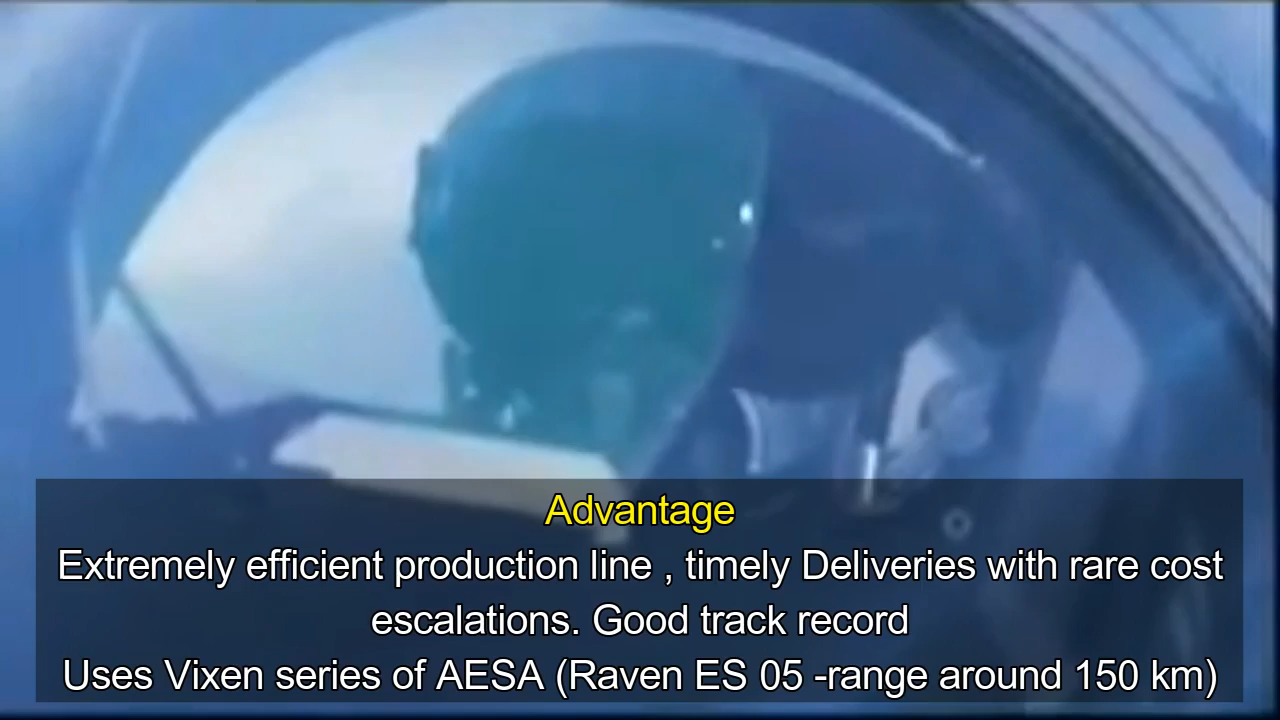 Advantage
Extremely efficient production line , timely Deliveries with rare cost
escalations. Good track record
Uses Vixen series of AESA (Raven ES 05 -range around 150 km)